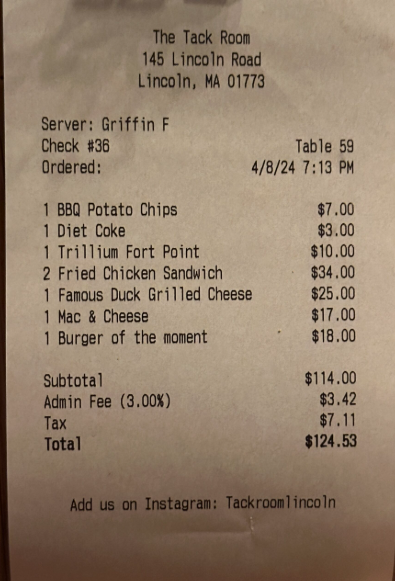 The Tack Room
145 Lincoln Road
Lincoln, MA 01773
Server: Griffin F
Check #36 Table 59
Ordered: 4/8/24 7:13 PM
1 BBQ Potato Chips $7.00
1 Diet Coke $3.00
1 Trillium Fort Point $10.00
2 Fried Chicken Sandwich $34.00
1 Famous Duck Grilled Cheese $25.00
1 Mac & Cheese $17.00
1 Burger of the moment $18.00
Subtotal $114.00
Admin Fee (3.00%) $3.42
Tax $7.11
Total $124.53
Add us on Instagram: Tackroomlincoln